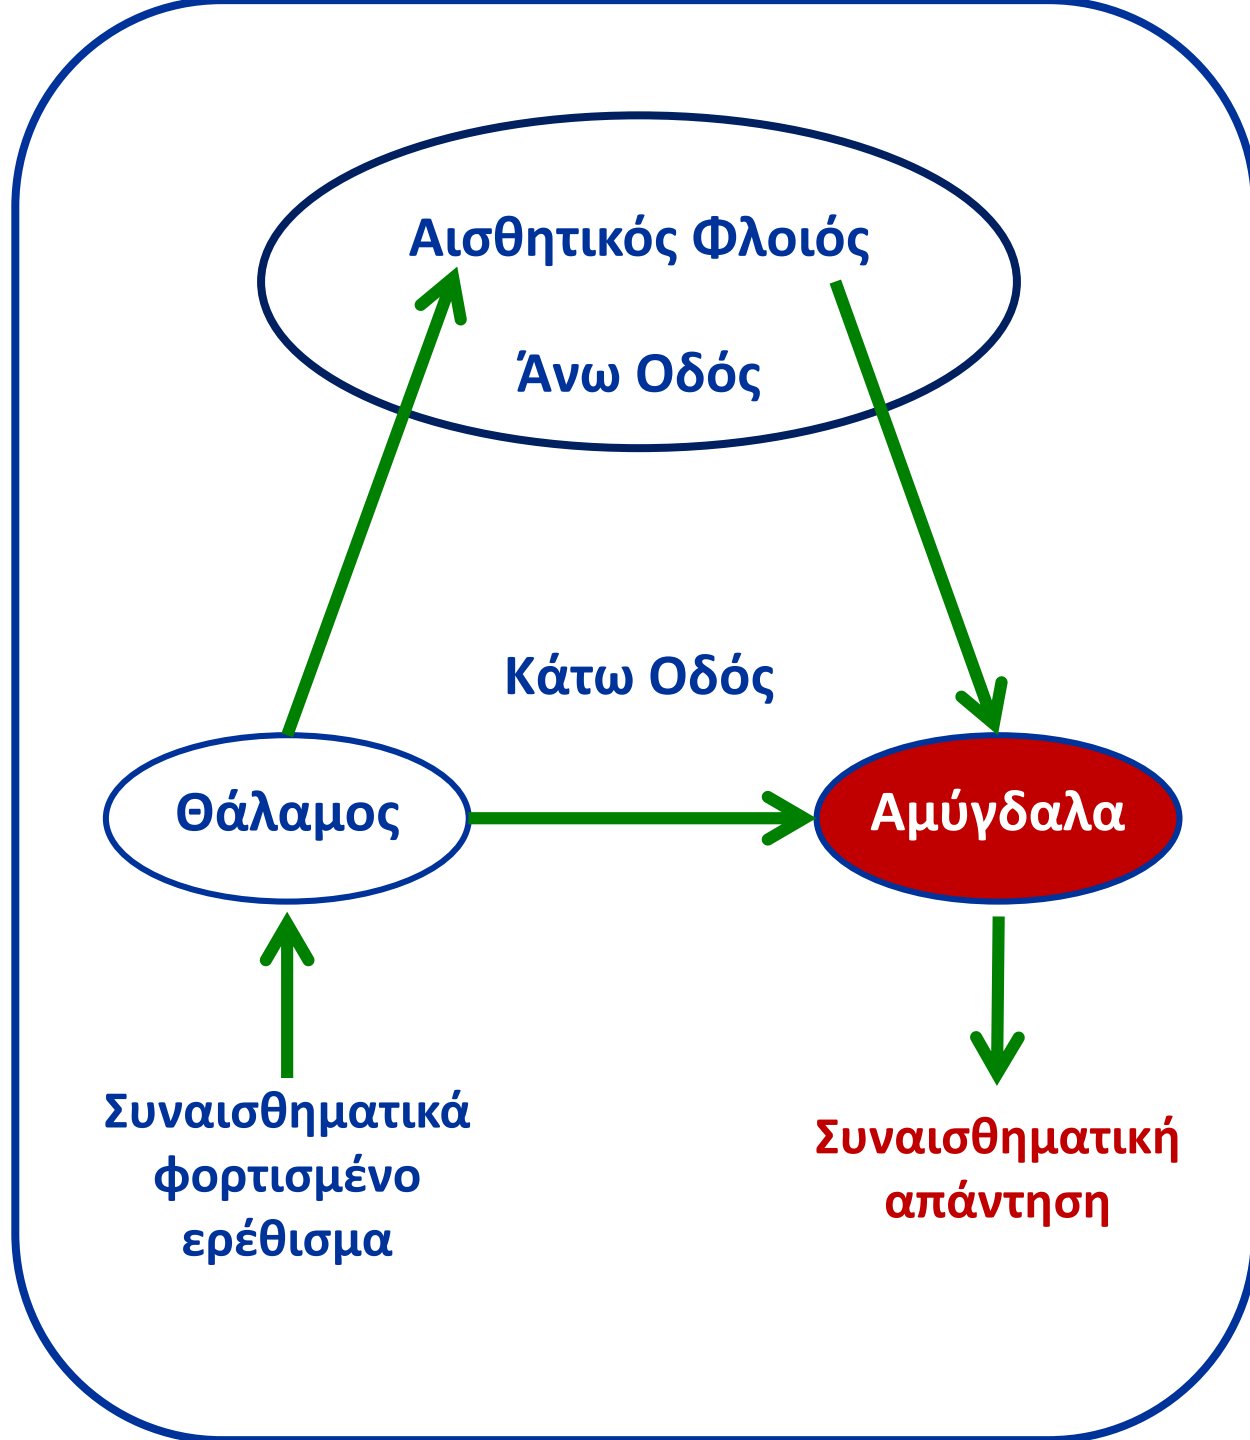 Αισθητικός Φλοιός
Άνω Οδός
Κάτω Οδός
Θάλαμος
Αμύγδαλα
Συναισθηματικά
φορτισμένο
ερέθισμα
Συναισθηματική
απάντηση